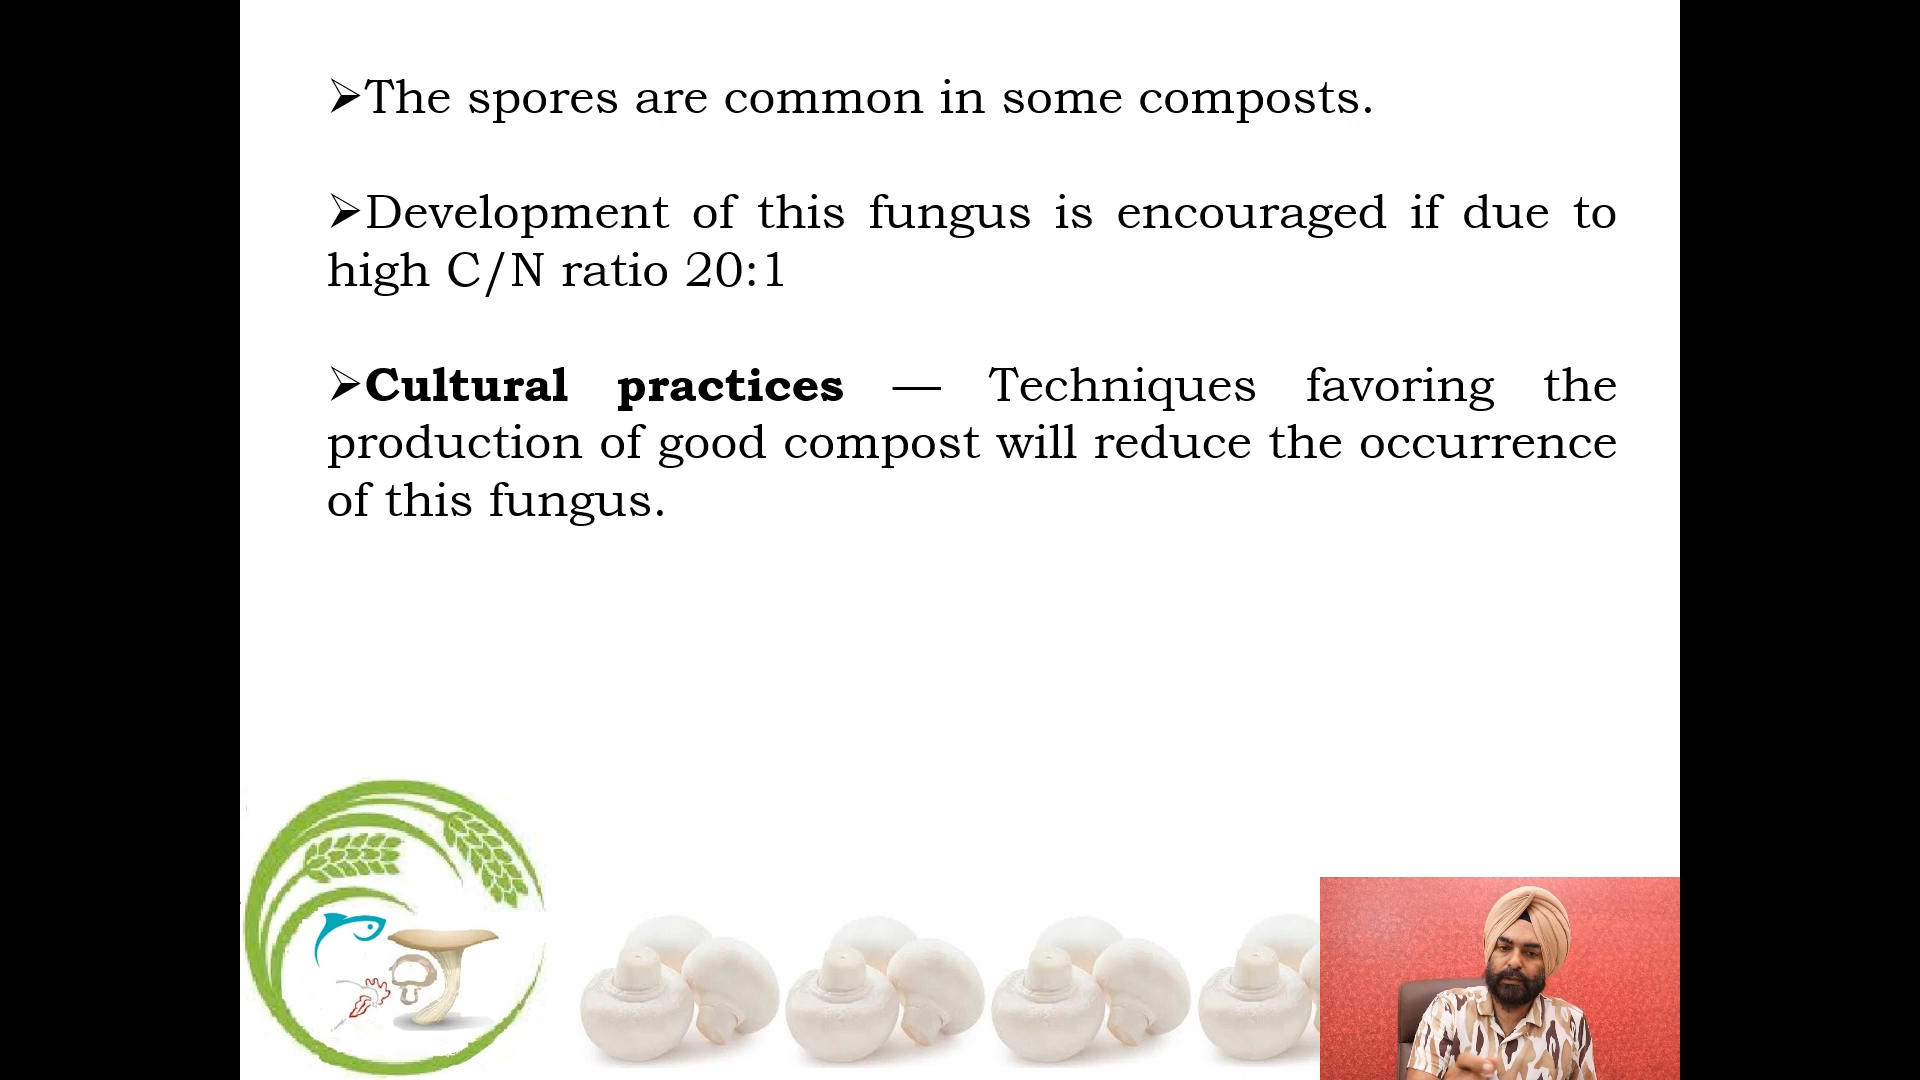 ➢The spores are common in some composts.
➢Development of this fungus is encouraged if due to
high C/N ratio 20:1
➢Cultural practices — Techniques favoring the
production of good compost will reduce the occurrence
of this fungus.